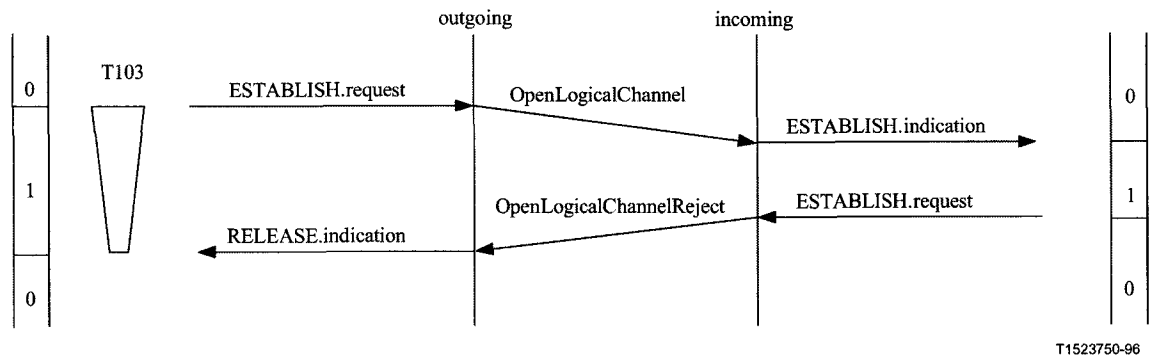 outgoing
incoming
T103
0
ESTABLISH.request
OpenLogicalChannel
0
ESTABLISH.indication
1
OpenLogicalChannelReject
ESTABLISH.request
1
RELEASE.indication
0
0
T1523750-96